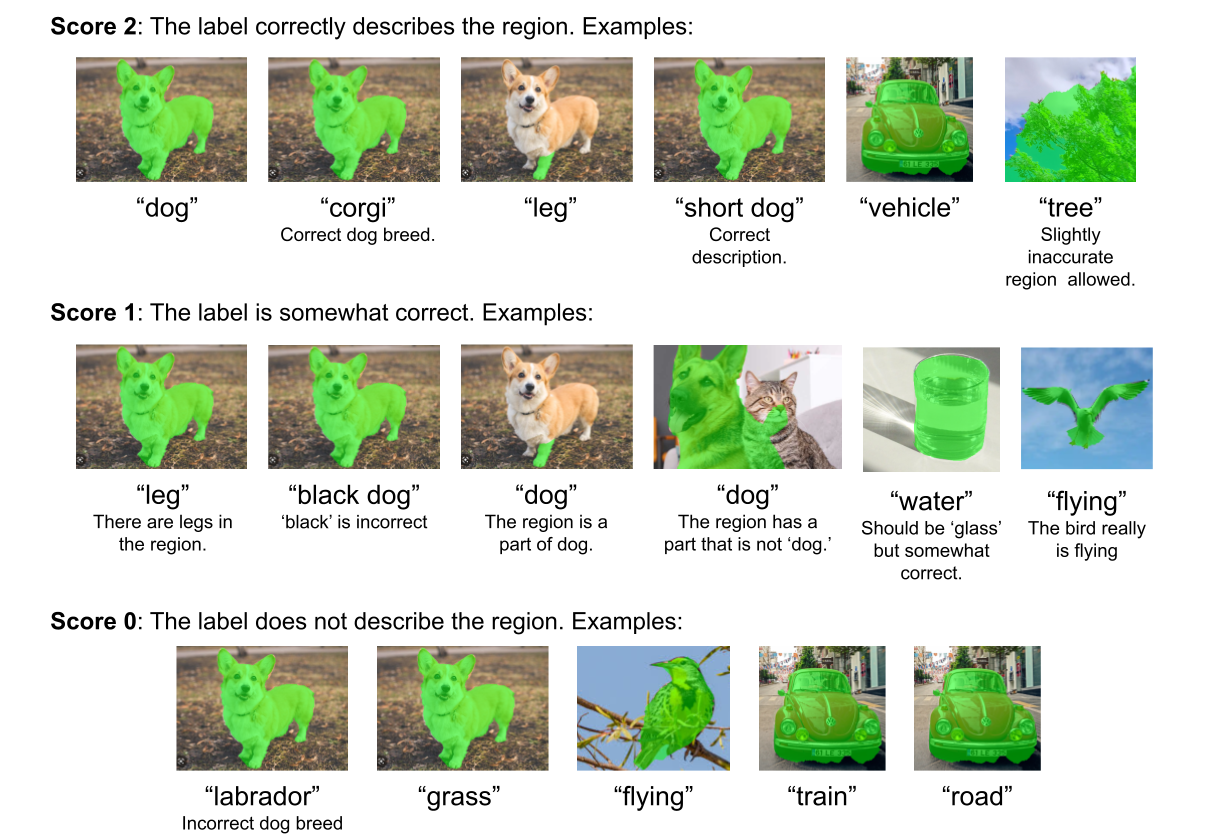 Score 2: The label correctly describes the region. Examples:
“dog”
“corgi”
Correct dog breed.
“leg”
“short dog”
Correct
description.
“vehicle”
“tree”
Slightly
inaccurate
region allowed.
Score 1: The label is somewhat correct. Examples:
“leg”
There are legs in
the region.
“black dog”
‘black’ is incorrect
“dog”
The region is a
part of dog.
“dog”
The region has a
part that is not ‘dog.’
“water”
Should be ‘glass’
but somewhat
correct.
“flying”
The bird really
is flying
Score 0: The label does not describe the region. Examples:
“labrador”
Incorrect dog breed
“grass”
“flying”
“train”
“road”